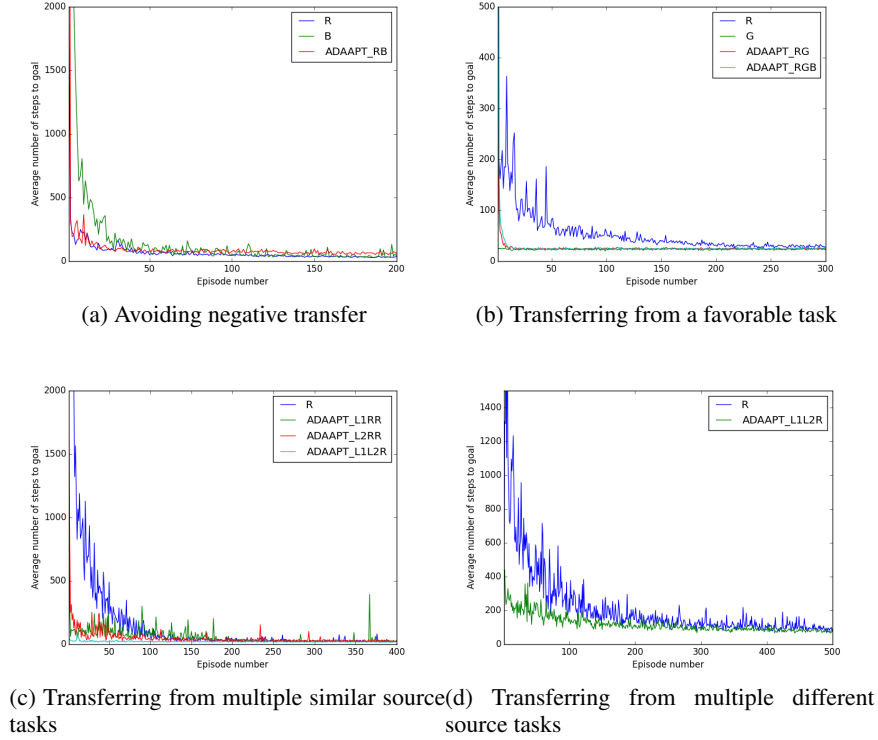 2000
1500
1000
500
0
50
100
150
200
Average number of steps to goal
Episode number
R
B
ADAAPT_RB
(a) Avoiding negative transfer
500
400
300
200
100
0
50
100
150
200
250
300
Average number of steps to goal
Episode number
R
G
ADAAPT_RG
ADAAPT_RGB
(b) Transferring from a favorable task
2000
1500
1000
500
0
50
100
150
200
250
300
350
400
Average number of steps to goal
Episode number
R
ADAAPT_L1RR
ADAAPT_L2RR
ADAAPT_L1L2R
(c) Transferring from multiple similar source
tasks
1400
1200
1000
800
600
400
200
0
100
200
300
400
500
Average number of steps to goal
Episode number
R
ADAAPT_L1L2R
(d) Transferring from multiple different
source tasks